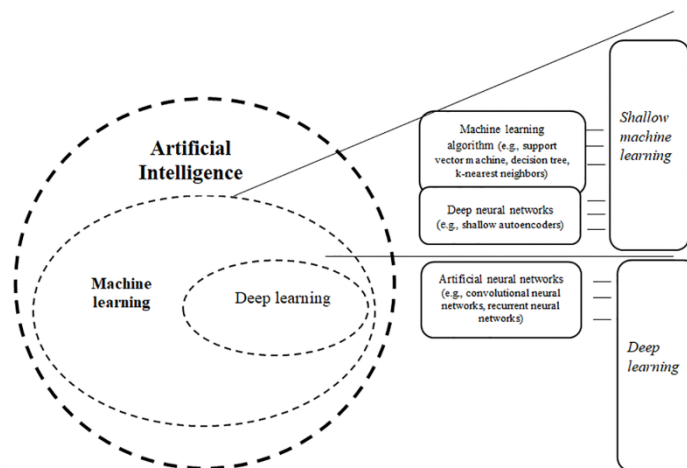 Artificial
Intelligence
Machine
learning
Deep learning
Machine learning
algorithm (e.g., support
vector machine, decision tree,
k-nearest neighbors)
Deep neural networks
(e.g., shallow autoencoders)
Artificial neural networks
(e.g., convolutional neural
networks, recurrent neural
networks)
Shallow
machine
learning
Deep
learning